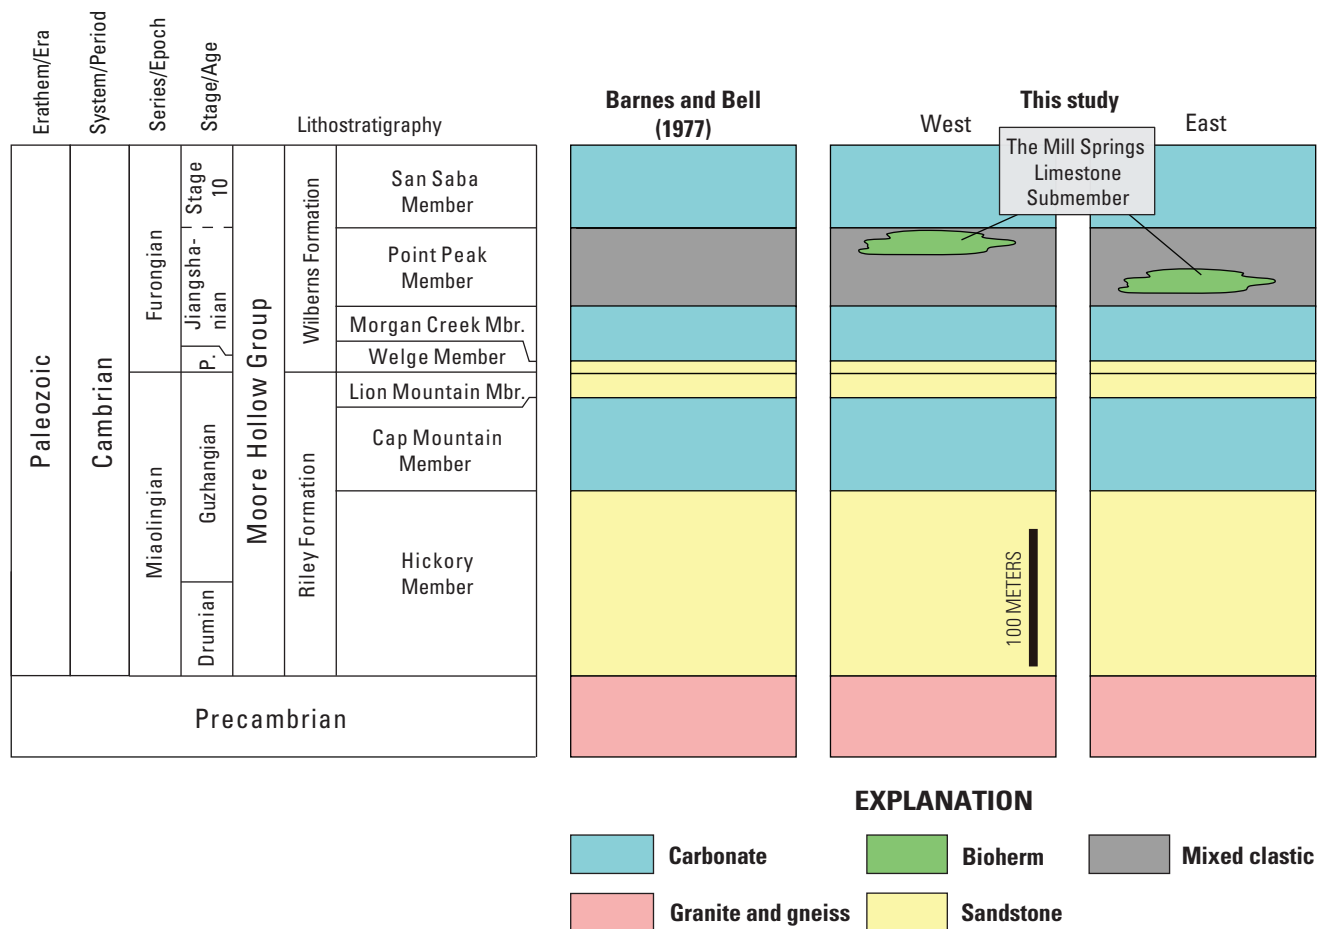 Erathem/Era
System/Period
Series/Epoch
Stage/Age
Lithostratigraphy
Barnes and Bell
(1977)
This study
West
East
The Mill Springs
Limestone
Submember
Paleozoic
Cambrian
Furongian
Miaolingian
Stage
10
Jiangsha-
nian
P.
Guzhangian
Drumian
Moore Hollow Group
Wilberns Formation
Riley Formation
San Saba
Member
Point Peak
Member
Morgan Creek Mbr.
Welge Member
Lion Mountain Mbr.
Cap Mountain
Member
Hickory
Member
Precambrian
100 METERS
EXPLANATION
Carbonate
Bioherm
Mixed clastic
Granite and gneiss
Sandstone